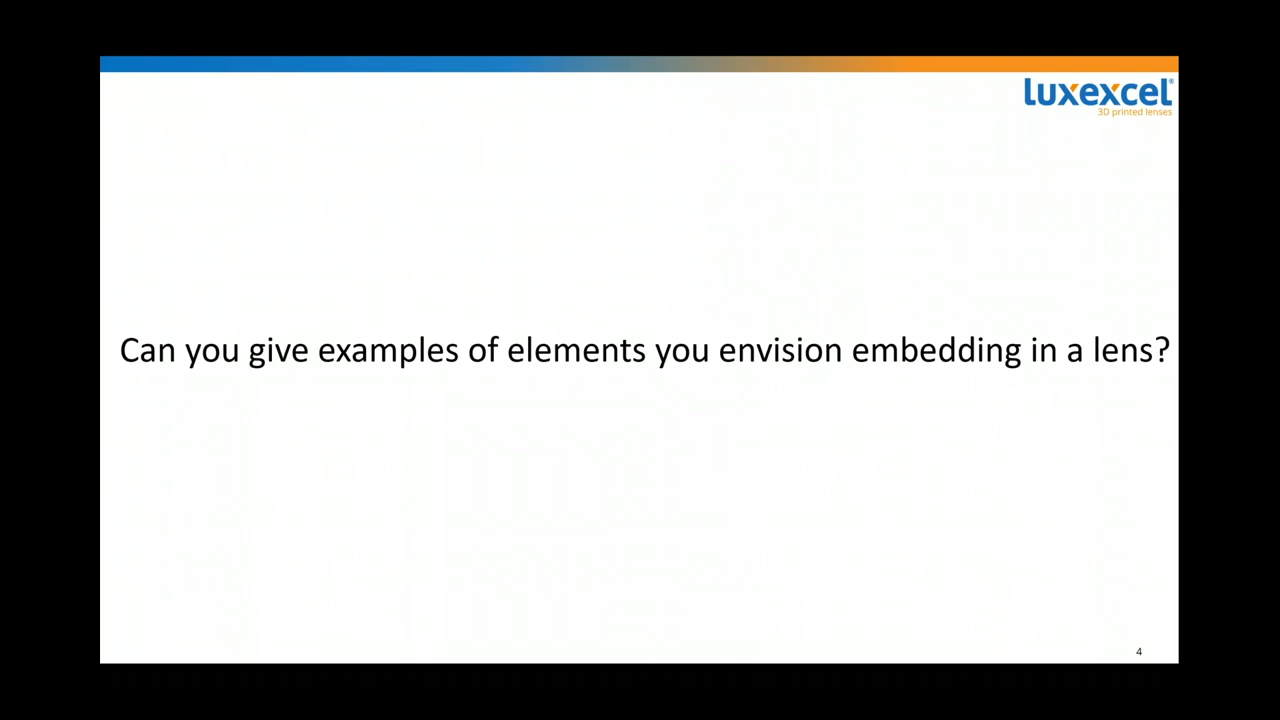 luxexcel®
3D printed lenses
Can you give examples of elements you envision embedding in a lens?
4